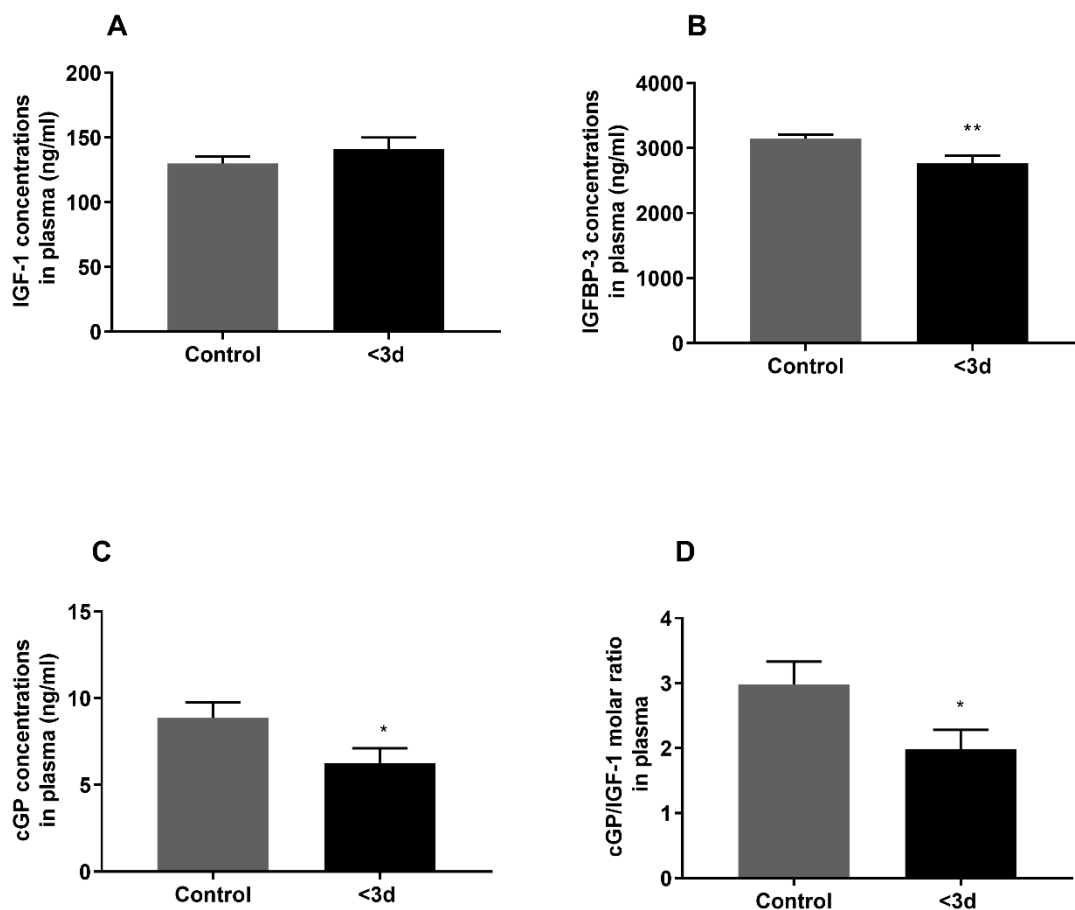 A
IGF-1 concentrations
in plasma (ng/ml)
200
150
100
50
0
Control
<3d
B
IGFBP-3 concentrations
in plasma (ng/ml)
4000
3000
2000
1000
0
**
Control
<3d
C
cGP concentrations
in plasma (ng/ml)
15
10
5
0
*
Control
<3d
D
cGP/IGF-1 molar ratio
in plasma
4
3
2
1
0
*
Control
<3d